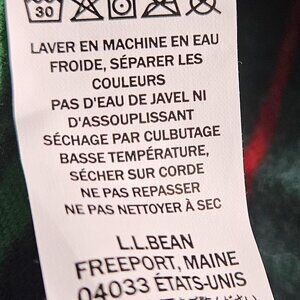 30
LAVER EN MACHINE EN EAU
FROIDE, SÉPARER LES
COULEURS
PAS D'EAU DE JAVEL NI
D'ASSOUPLISSANT
SÉCHAGE PAR CULBUTAGE
BASSE TEMPÉRATURE,
SÉCHER SUR CORDE
NE PAS REPASSER
NE PAS NETTOYER À SEC
L.L.BEAN
FREEPORT, MAINE
04033 ÉTATS-UNIS